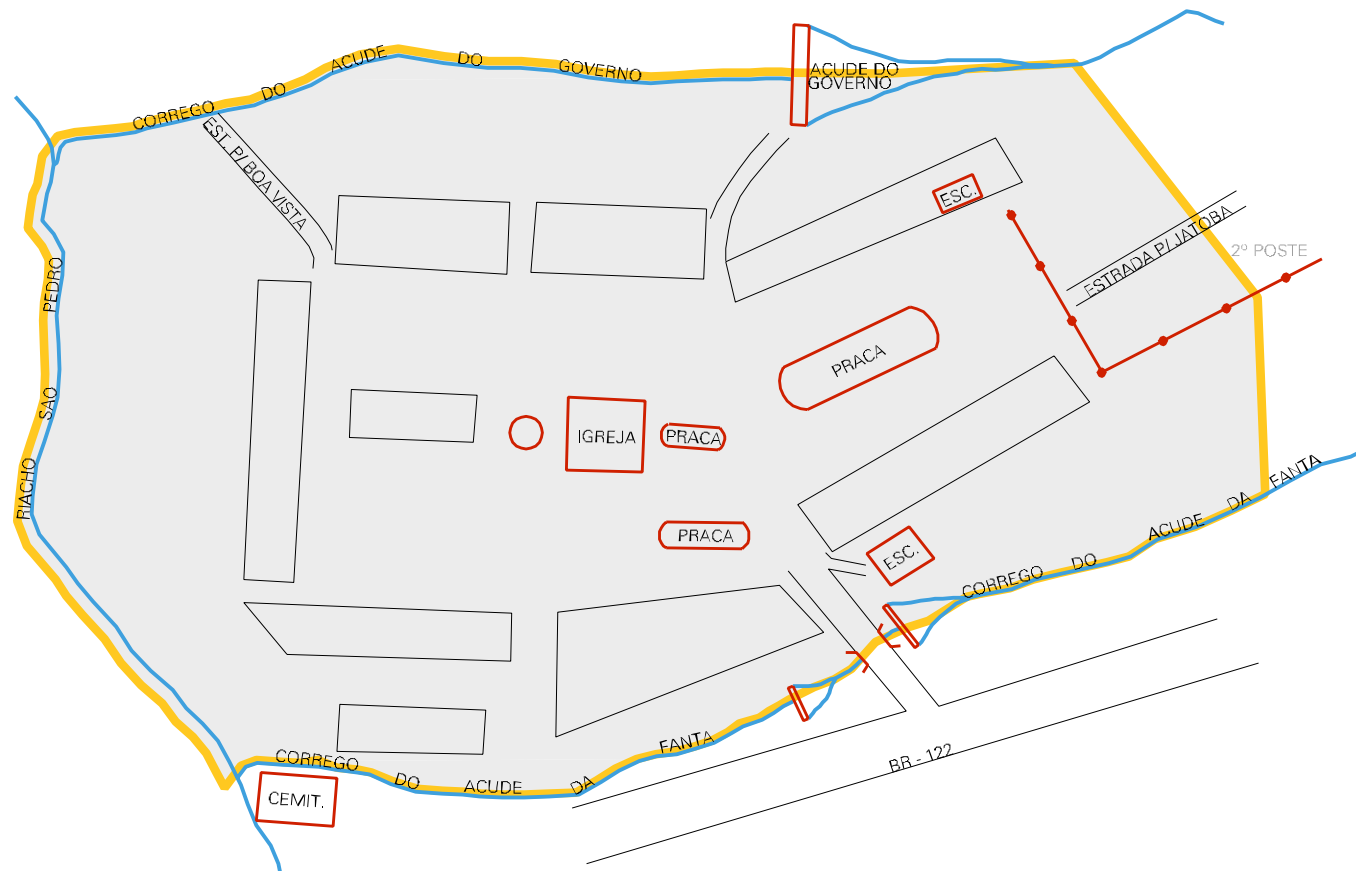 CORREGO DO ACUDE DO GOVERNO
ACUDE DO
GOVERNO
EST. P/ BOA VISTA
ESC.
ESTRADA P/ JATOBA
2º POSTE
RIACHO SAO PEDRO
PRACA
IGREJA
PRACA
PRACA
ESC.
CORREGO DO ACUDE DA FANTA
CORREGO DO ACUDE DA FANTA
BR - 122
CEMIT.